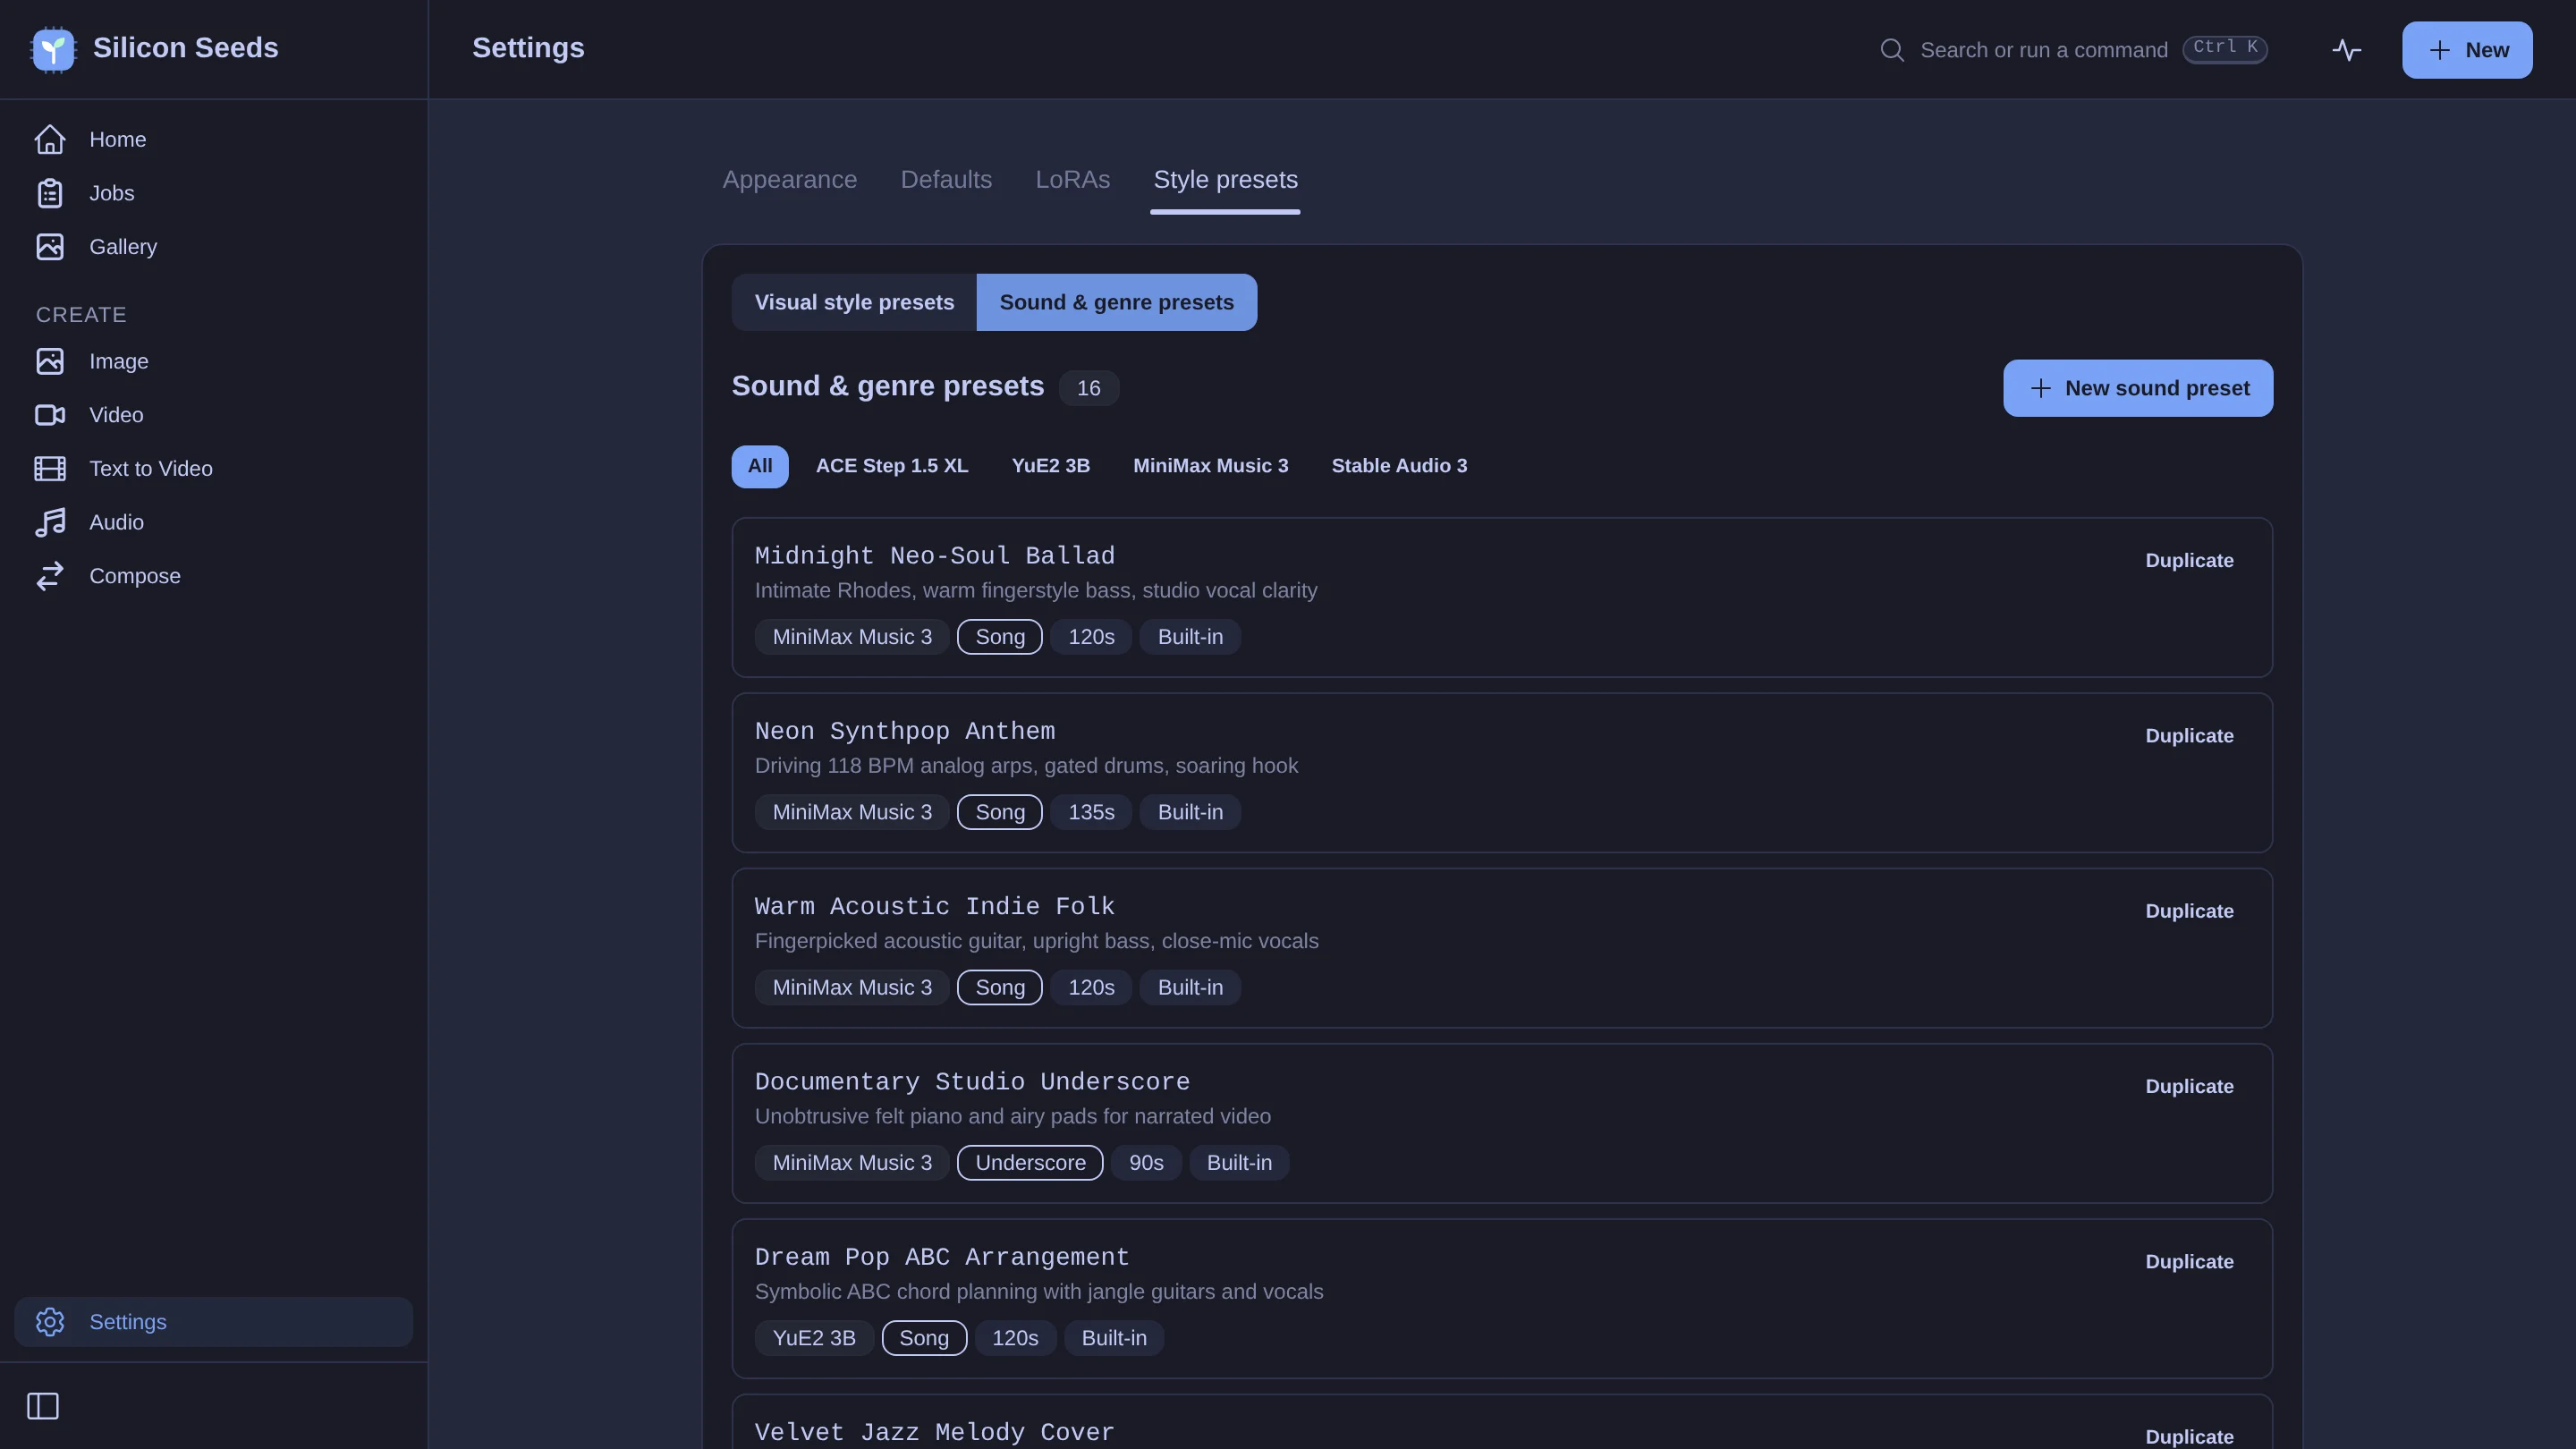 Silicon Seeds
Settings
Search or run a command
Ctrl K
New
Home
Jobs
Gallery
CREATE
Image
Video
Text to Video
Audio
Compose
Settings
Appearance
Defaults
LoRAs
Style presets
Visual style presets
Sound & genre presets
Sound & genre presets
16
New sound preset
All
ACE Step 1.5 XL
YuE2 3B
MiniMax Music 3
Stable Audio 3
Midnight Neo-Soul Ballad
Duplicate
Intimate Rhodes, warm fingerstyle bass, studio vocal clarity
MiniMax Music 3
Song
120s
Built-in
Neon Synthpop Anthem
Duplicate
Driving 118 BPM analog arps, gated drums, soaring hook
MiniMax Music 3
Song
135s
Built-in
Warm Acoustic Indie Folk
Duplicate
Fingerpicked acoustic guitar, upright bass, close-mic vocals
MiniMax Music 3
Song
120s
Built-in
Documentary Studio Underscore
Duplicate
Unobtrusive felt piano and airy pads for narrated video
MiniMax Music 3
Underscore
90s
Built-in
Dream Pop ABC Arrangement
Duplicate
Symbolic ABC chord planning with jangle guitars and vocals
YuE2 3B
Song
120s
Built-in
Velvet Jazz Melody Cover
Duplicate